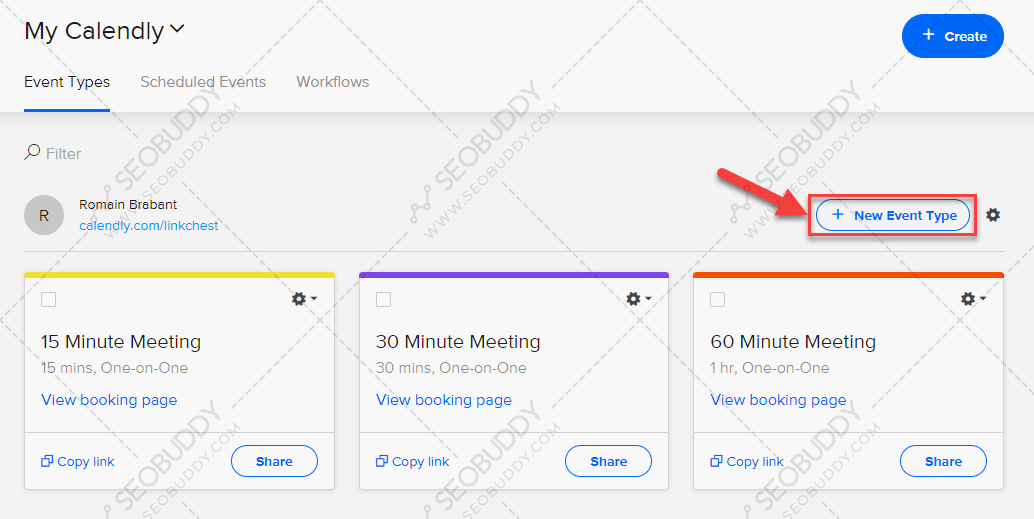 My Calendly
+ Create
Event Types Scheduled Events Workflows
Filter
R
Romain Brabant
calendly.com/linkchest
+ New Event Type
15 Minute Meeting
15 mins, One-on-One
View booking page
Copy link
Share
30 Minute Meeting
30 mins, One-on-One
View booking page
Copy link
Share
60 Minute Meeting
1 hr, One-on-One
View booking page
Copy link
Share
SEOBUDDY
WWW.SEOBUDDY.COM